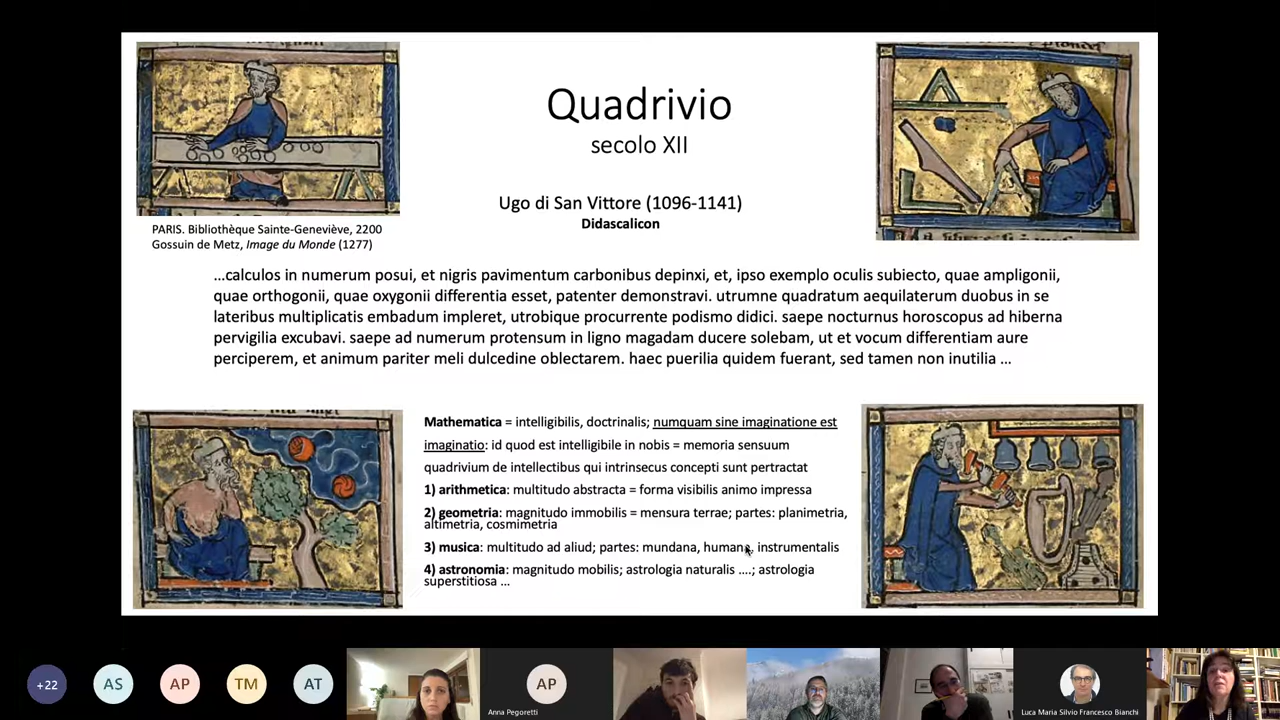 Quadrivio
secolo XII
Ugo di San Vittore (1096-1141)
Didascalicon
PARIS. Bibliothèque Sainte-Geneviève, 2200
Gossuin de Metz, Image du Monde (1277)
...calculos in numerum posui, et nigris pavimentum carbonibus depinxi, et, ipso exemplo oculis subiecto, quae ampligonii,
quae orthogonii, quae oxygonii differentia esset, patenter demonstravi. utrumne quadratum aequilaterum duobus in se
lateribus multiplicatis embadum impleret, utrobique procurrente podismo didici. saepe nocturnus horoscopus ad hiberna
pervigilia excubavi. saepe ad numerum protensum in ligno magadam ducere solebam, ut et vocum differentiam aure
perciperem, et animum pariter meli dulcedine oblectarem. haec puerilia quidem fuerant, sed tamen non inutilia ...
Mathematica = intelligibilis, doctrinalis; numquam sine imaginatione est
imaginatio: id quod est intelligibile in nobis = memoria sensuum
quadrivium de intellectibus qui intrinsecus concepti sunt pertractat
1) arithmetica: multitudo abstracta = forma visibilis animo impressa
2) geometria: magnitudo immobilis = mensura terrae; partes: planimetria,
altimetria, cosmimetria
3) musica: multitudo ad aliud; partes: mundana, humana, instrumentalis
4) astronomia: magnitudo mobilis; astrologia naturalis ....; astrologia
superstitiosa ...
+22
AS
AP
TM
AT
AP
Anna Pegoretti
Luca Maria Silvio Francesco Bianchi